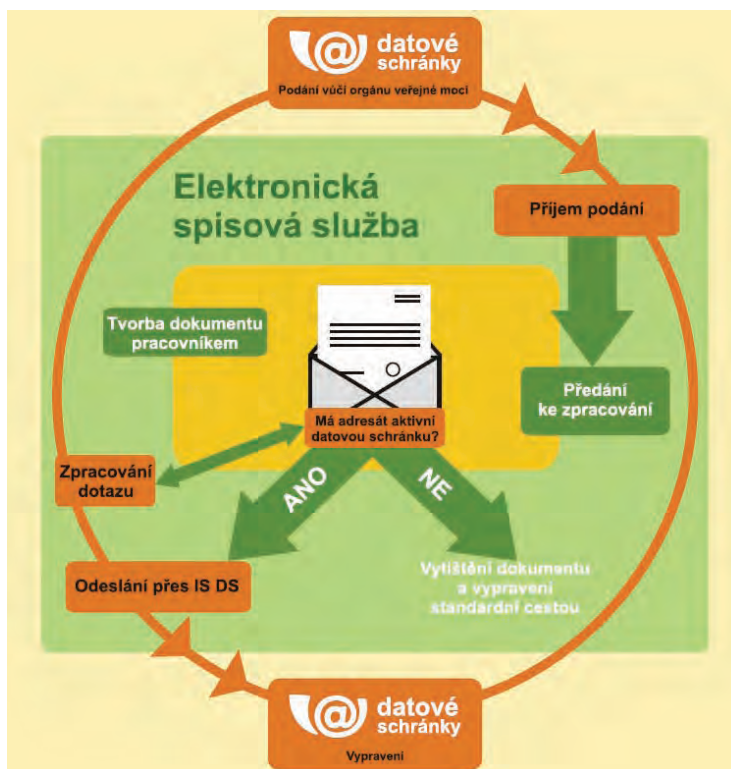 datové
schránky
Podání vůči orgánu veřejné moci
Elektronická
spisová služba
Příjem podání
Tvorba dokumentu
pracovníkem
Předání
ke zpracování
Má adresát aktivní
datovou schránku?
Zpracování
dotazu
ANO
NE
Odeslání přes IS DS
Vytištění dokumentu
a vypravení
standardní cestou
datové
schránky
Vypravení